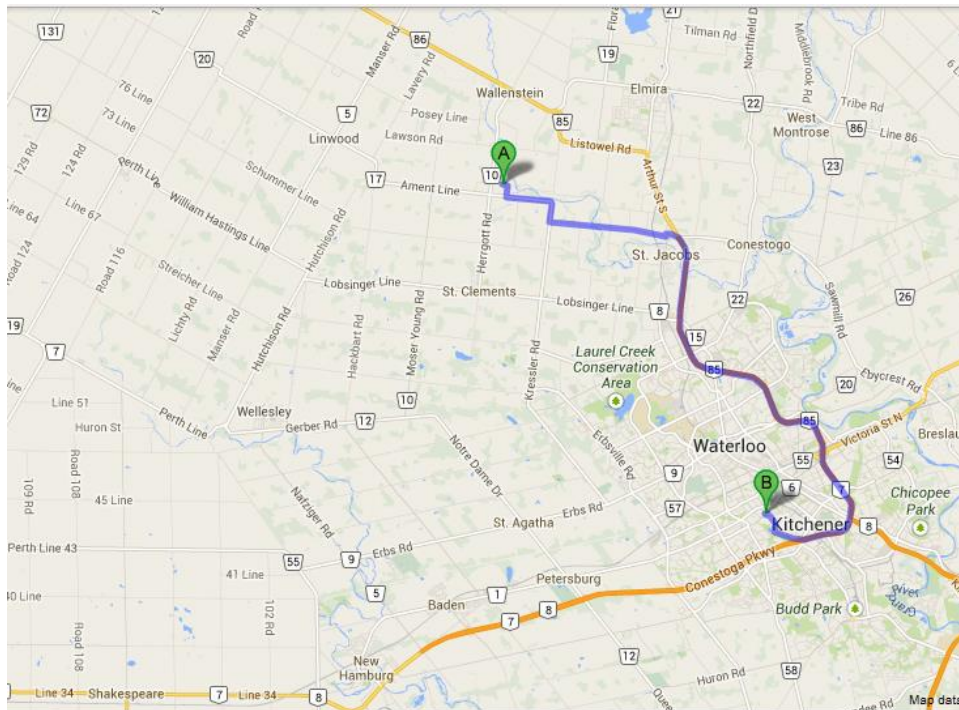 131
Road
20
Manser Rd
86
Flora
21
Tilman Rd
Northfield D
Middlebrook Rd
6 L
76 Line
Lavery Rd
19
5
Wallenstein
Elmira
72
73 Line
Posey Line
22
Tribe Rd
Linwood
Lawson Rd
85
West
Montrose
86
Line 86
129 Rd
124 Rd
Perth Line
Listowel Rd
Schummer Line
17
A
10
23
Ament Line
Arthur St S
Line 64
Line 67
William Hastings Line
Hutchison Rd
Herrgott Rd
Conestogo
St. Jacobs
Road 124
Road 116
Streicher Line
Lobsinger Line
St. Clements
Lobsinger Line
Sawmill Rd
26
22
8
19
Lichty Rd
Manser Rd
Hutchison Rd
Hackbart Rd
Moser Young Rd
15
7
Laurel Creek
Conservation
Area
85
Kressler Rd
20
Ebycrest Rd
Line 51
10
Wellesley
12
Huron St
Perth Line
Gerber Rd
85
Victoria St N
Breslau
Waterloo
Erbsville Rd
Notre Dame Dr
55
54
109 Rd
Road 108
9
45 Line
Nafziger Rd
B
6
7
Chicopee
Park
57
St. Agatha
Erbs Rd
Kitchener
8
Perth Line 43
Erbs Rd
55
9
41 Line
Petersburg
Conestoga Pkwy
40 Line
102 Rd
5
1
Baden
8
7
Budd Park
Grand
Road 108
New
Hamburg
12
Huron Rd
58
Line 34
Shakespeare
7
Line 34
8
Map data